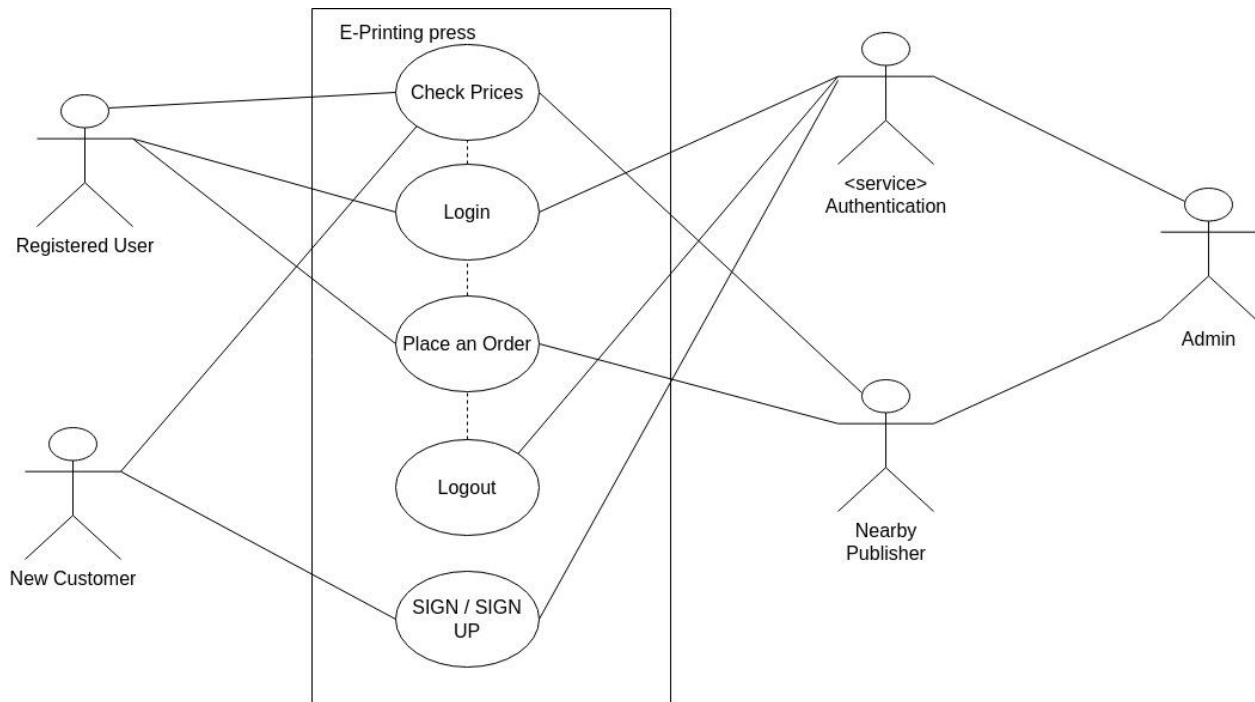 E-Printing press
Check Prices
Login
Place an Order
Logout
SIGN / SIGN
UP
Registered User
New Customer
<service>
Authentication
Nearby
Publisher
Admin